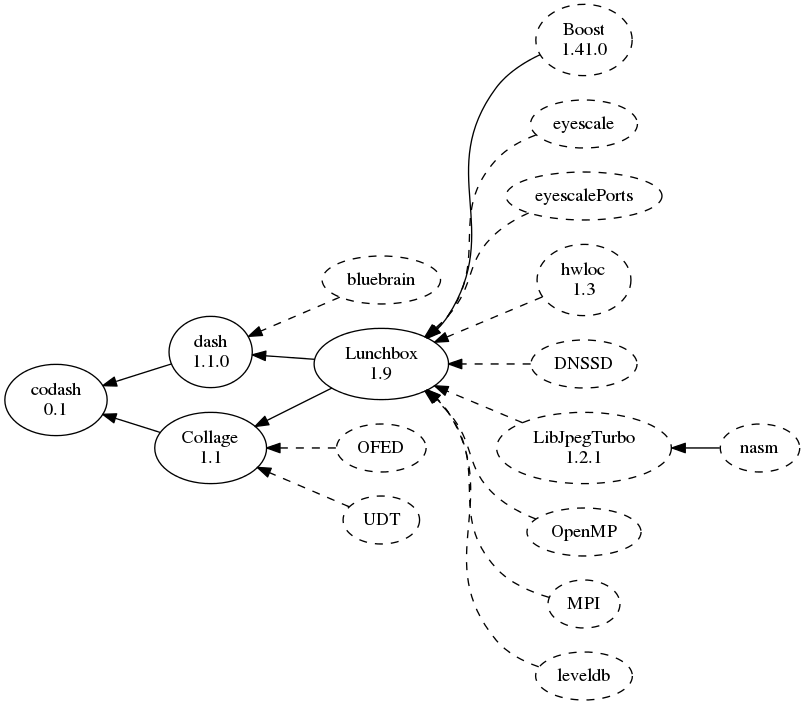 Boost
1.41.0
eyescale
eyescalePorts
hwloc
1.3
bluebrain
dash
1.1.0
Lunchbox
1.9
DNSSD
codash
0.1
Collage
1.1
OFED
LibJpegTurbo
1.2.1
nasm
UDT
OpenMP
MPI
leveldb